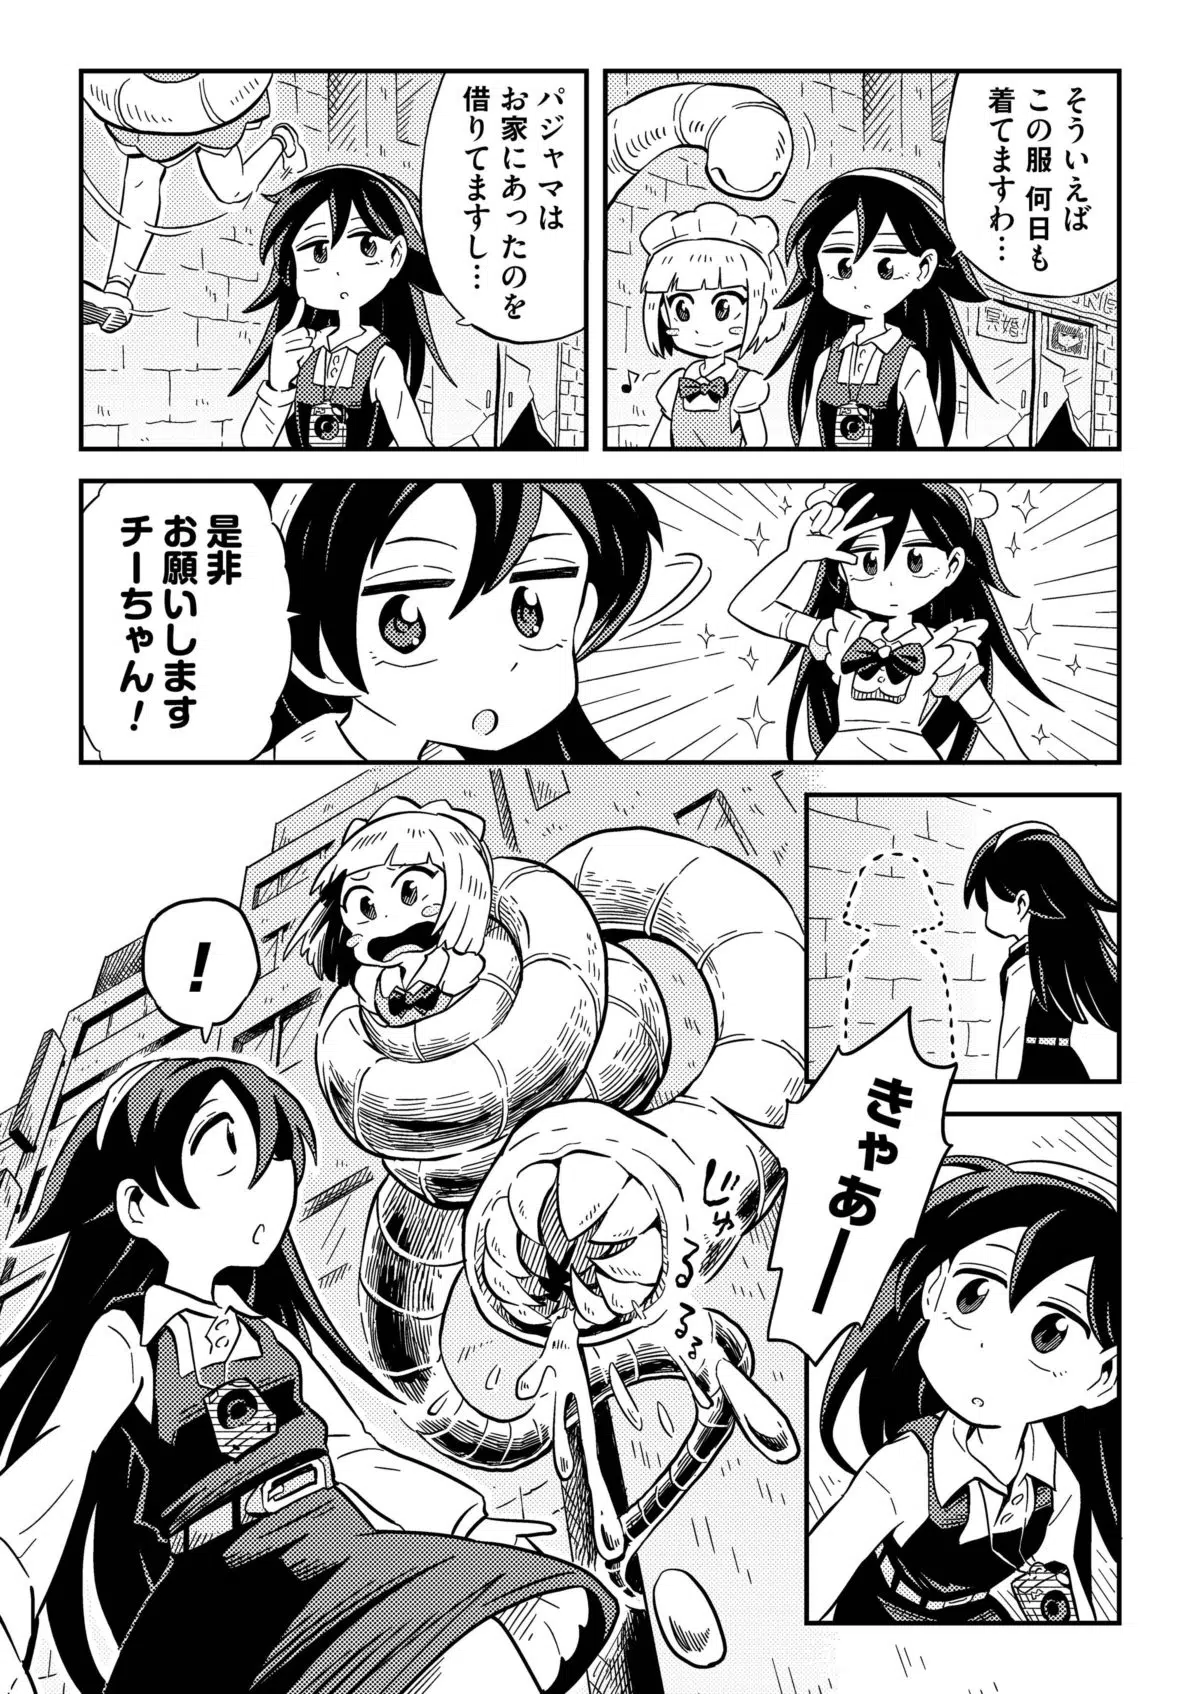 そういえば
この服 何日も
着てますわ…
冥婚!
パジャマは
お家にあったのを
借りてますし…
是非
お願いします
チーちゃん!
きゃあー
!
じゅるるるる